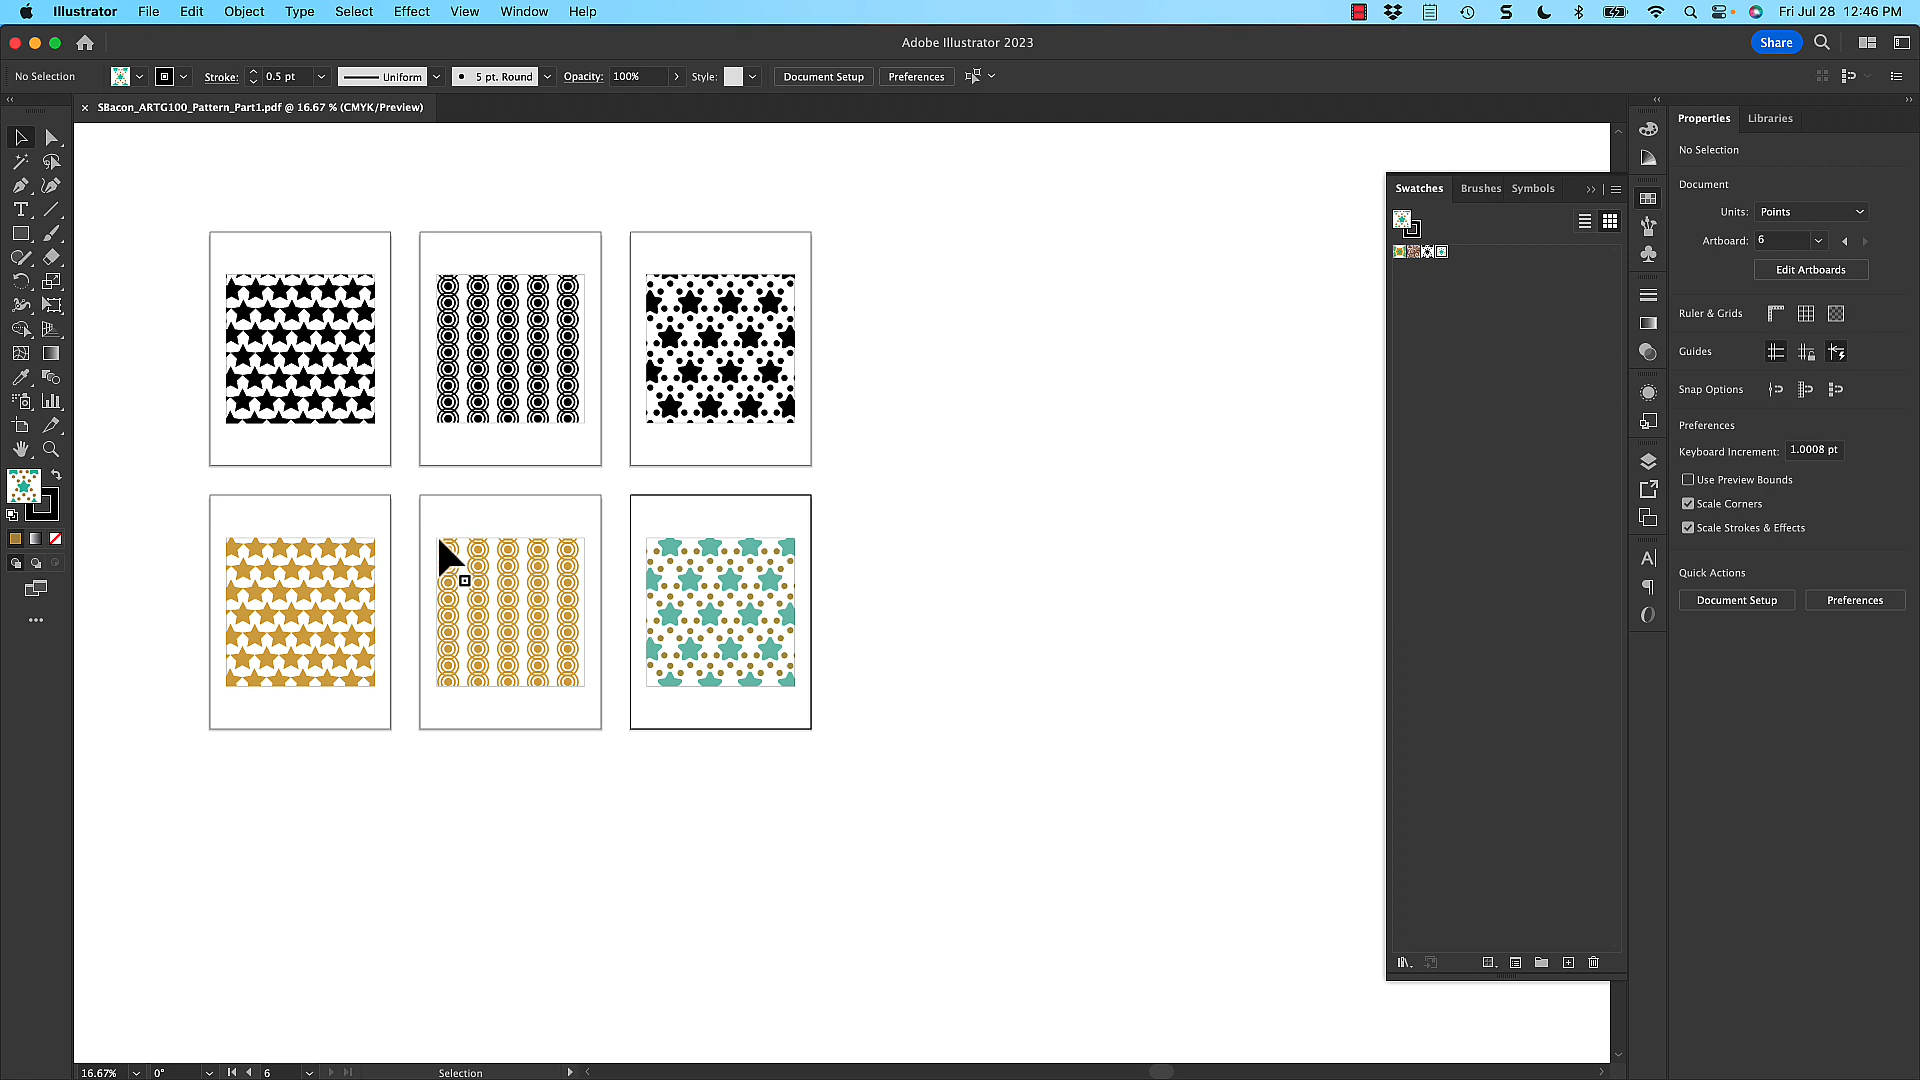 Illustrator File Edit Object Type Select Effect View Window Help Fri Jul 28 12:46 PM
Adobe Illustrator 2023 Share
No Selection Stroke: 0.5 pt Uniform 5 pt. Round Opacity: 100% Style: Document Setup Preferences
SBacon_ARTG100_Pattern_Part1.pdf @ 16.67 % (CMYK/Preview)
Properties Libraries
No Selection
Document
Units: Points
Artboard: 6
Edit Artboards
Ruler & Grids
Guides
Snap Options
Preferences
Keyboard Increment: 1.0008 pt
Use Preview Bounds
Scale Corners
Scale Strokes & Effects
Quick Actions
Document Setup Preferences
Swatches Brushes Symbols
16.67% 0° 6 Selection